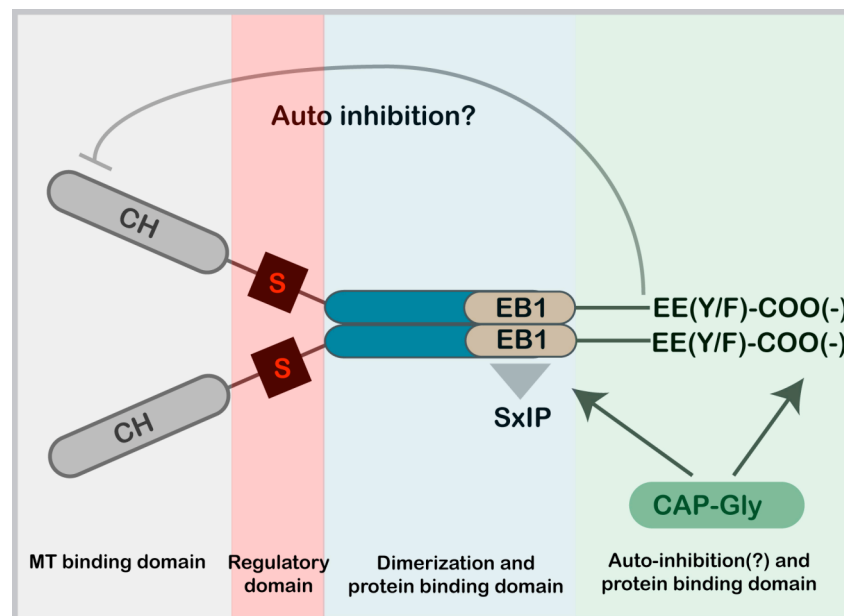 Auto inhibition?
CH
S
EB1
EE(Y/F)-COO(-)
EB1
EE(Y/F)-COO(-)
S
SxIP
CH
CAP-Gly
MT binding domain
Regulatory
domain
Dimerization and
protein binding domain
Auto-inhibition(?) and
protein binding domain